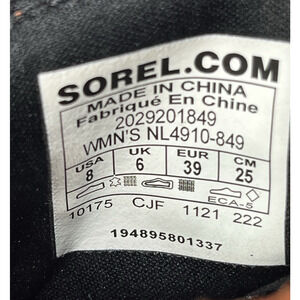 SOREL.COM
MADE IN CHINA
Fabriqué En Chine
2029201849
WMN'S NL4910-849
USA UK EUR CM
8 6 39 25
ECA-5
10175 CJF 1121 222
194895801337